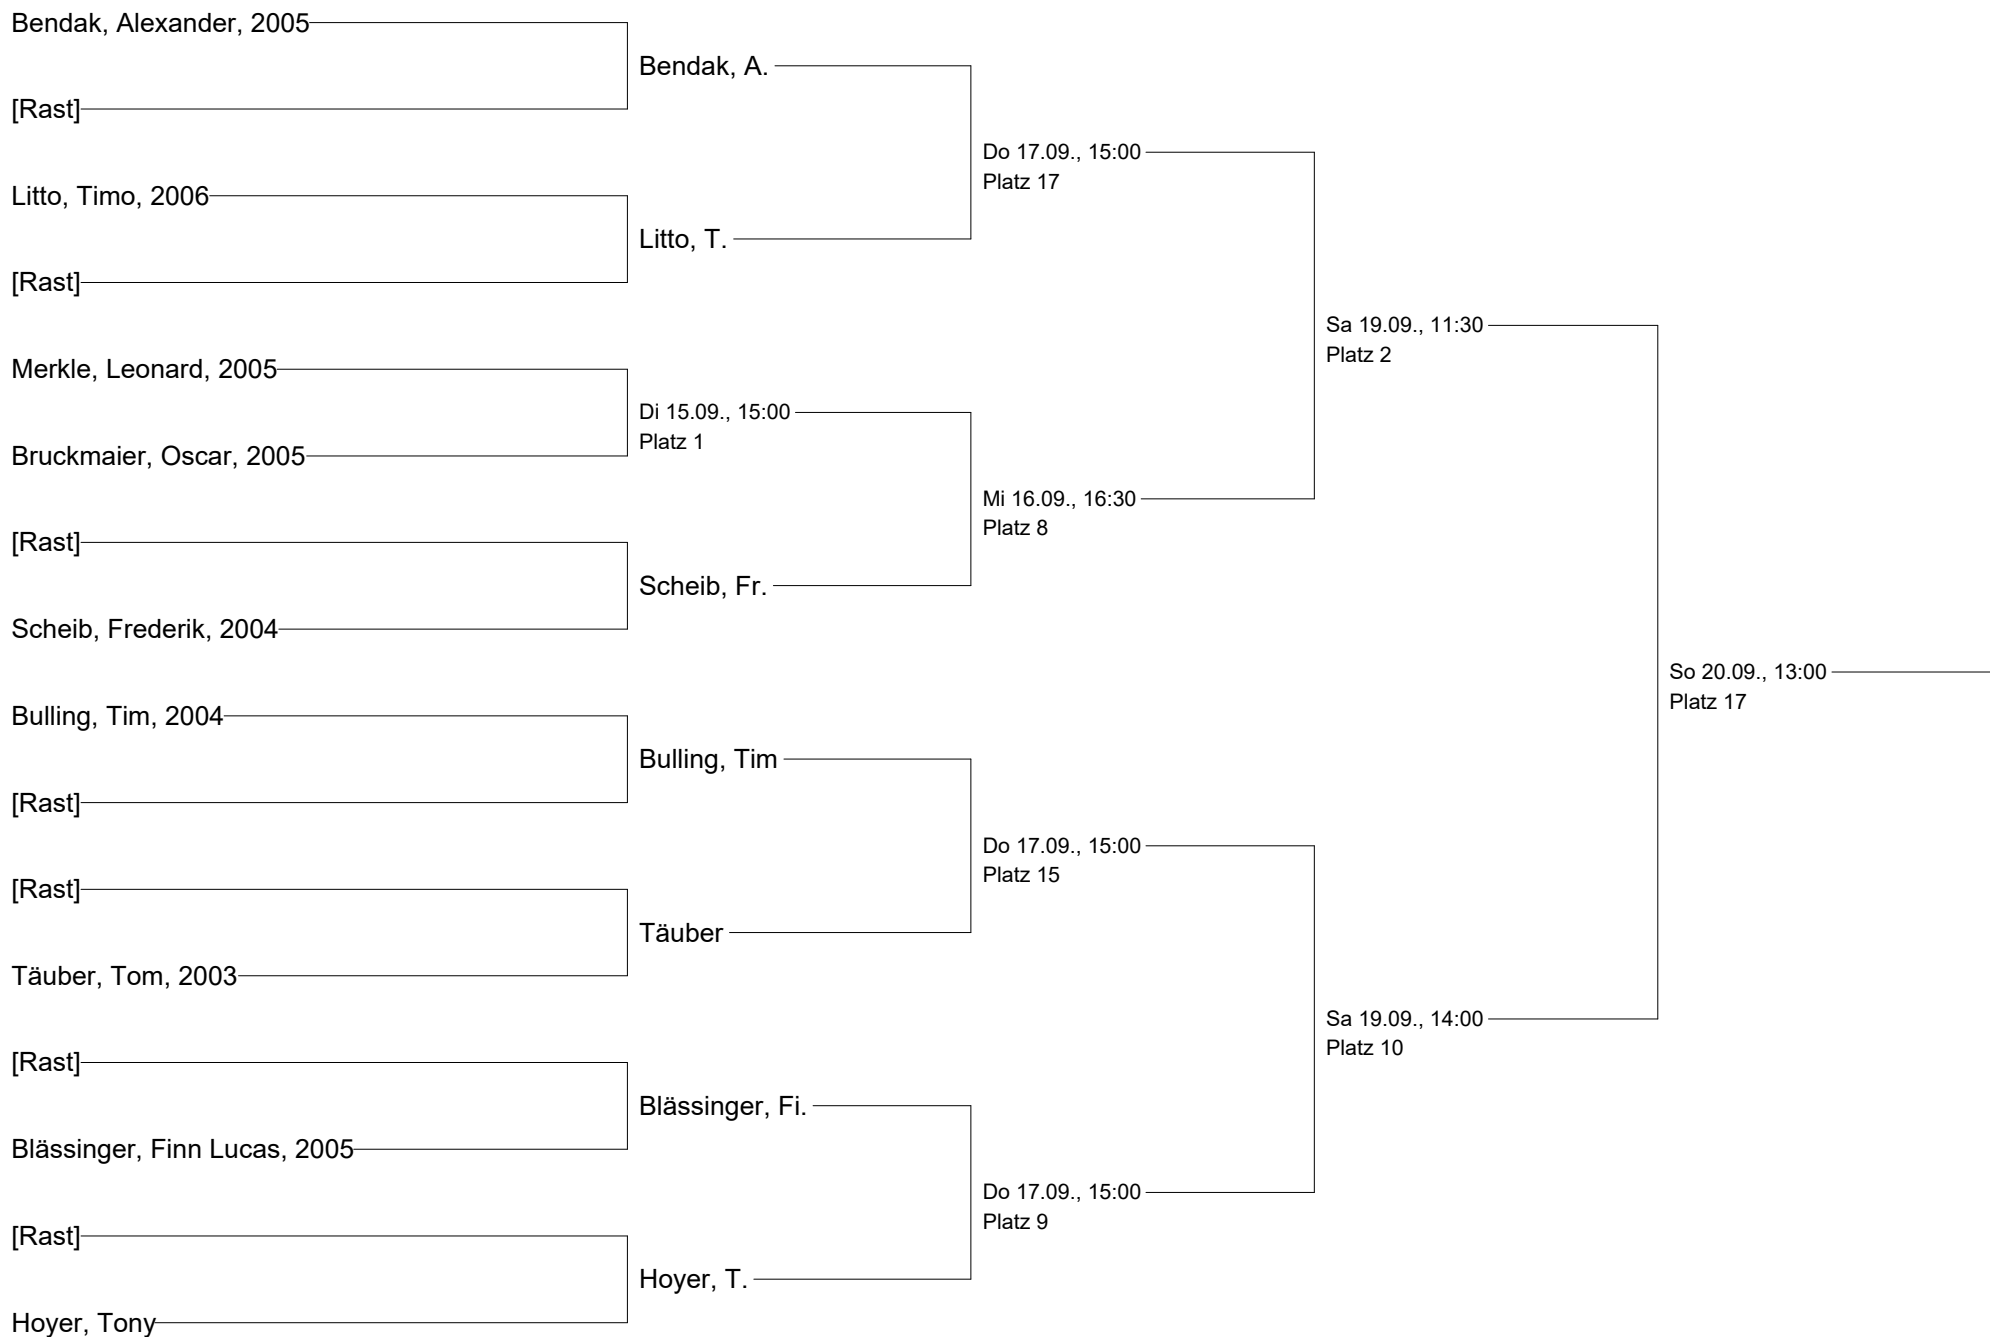 Bendak, Alexander, 2005
[Rast]
Litto, Timo, 2006
[Rast]
Merkle, Leonard, 2005
Bruckmaier, Oscar, 2005
[Rast]
Scheib, Frederik, 2004
Bulling, Tim, 2004
[Rast]
[Rast]
Täuber, Tom, 2003
[Rast]
Blässinger, Finn Lucas, 2005
[Rast]
Hoyer, Tony
Bendak, A.
Litto, T.
Di 15.09., 15:00
Platz 1
Scheib, Fr.
Bulling, Tim
Täuber
Blässinger, Fi.
Hoyer, T.
Do 17.09., 15:00
Platz 17
Mi 16.09., 16:30
Platz 8
Do 17.09., 15:00
Platz 15
Do 17.09., 15:00
Platz 9
Sa 19.09., 11:30
Platz 2
Sa 19.09., 14:00
Platz 10
So 20.09., 13:00
Platz 17